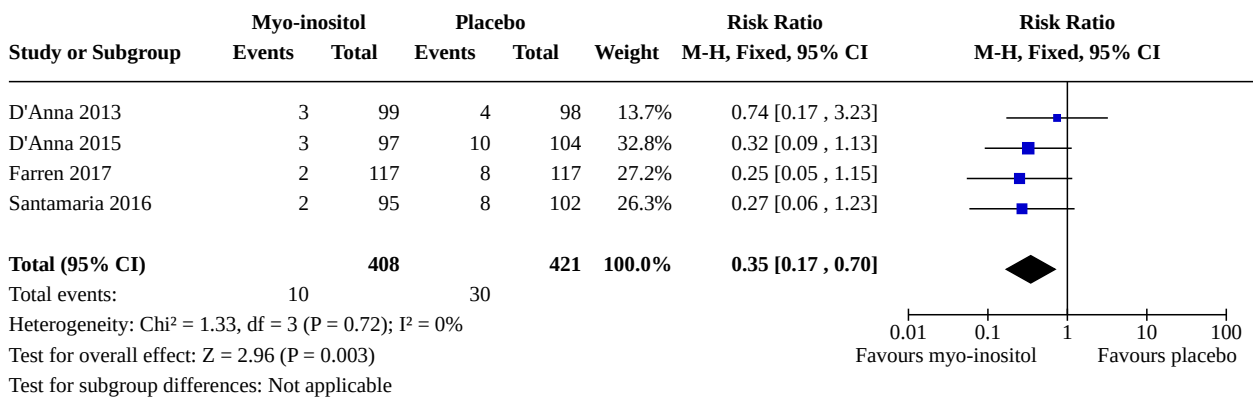 Myo-inositol Placebo Risk Ratio Risk Ratio
Study or Subgroup Events Total Events Total Weight M-H, Fixed, 95% CI M-H, Fixed, 95% CI
D'Anna 2013 3 99 4 98 13.7% 0.74 [0.17 , 3.23]
D'Anna 2015 3 97 10 104 32.8% 0.32 [0.09 , 1.13]
Farren 2017 2 117 8 117 27.2% 0.25 [0.05 , 1.15]
Santamaria 2016 2 95 8 102 26.3% 0.27 [0.06 , 1.23]
Total (95% CI) 408 421 100.0% 0.35 [0.17 , 0.70]
Total events: 10 30
Heterogeneity: Chi² = 1.33, df = 3 (P = 0.72); I² = 0%
0.01 0.1 1 10 100
Test for overall effect: Z = 2.96 (P = 0.003)
Favours myo-inositol Favours placebo
Test for subgroup differences: Not applicable